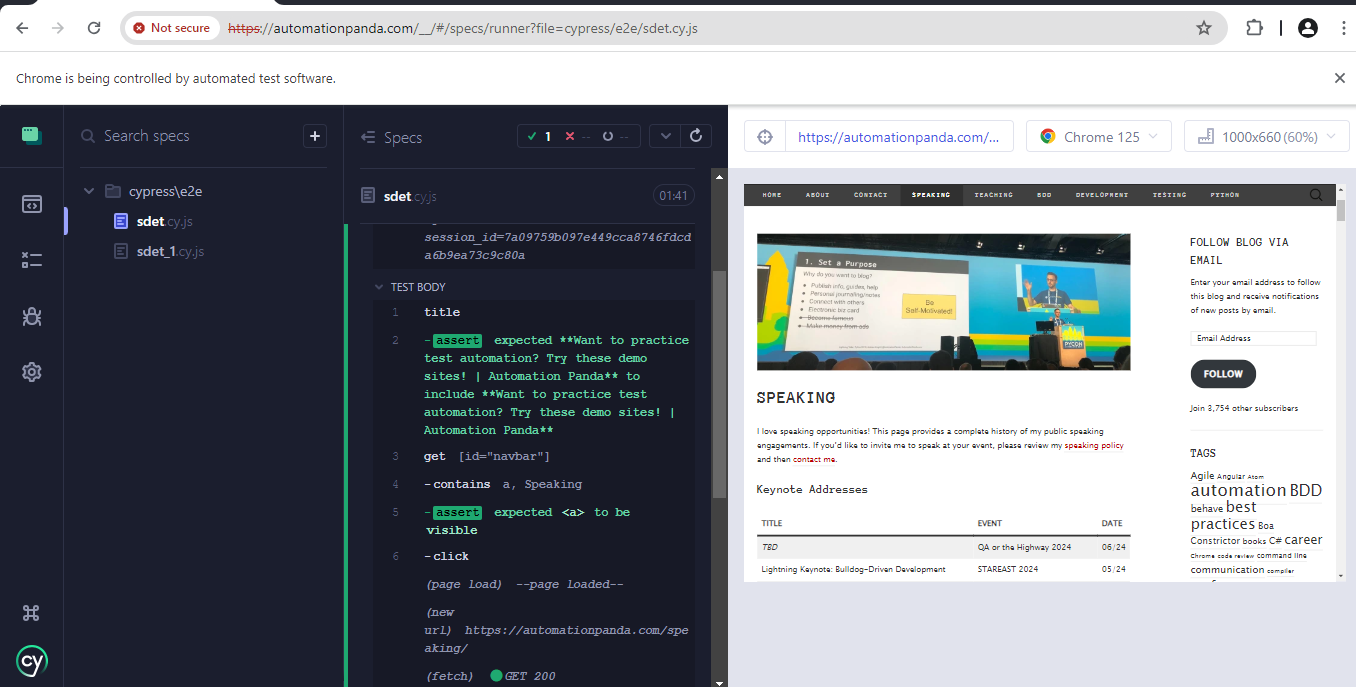 Not secure https://automationpanda.com/__/#/specs/runner?file=cypress/e2e/sdet.cy.js
Chrome is being controlled by automated test software.
Search specs
+
cypress\e2e
sdet.cy.js
sdet_1.cy.js
cy
Specs
1 -- --
sdet.cy.js 01:41
session_id=7a09759b097e449cca8746fdcd
a6b9ea73c9c80a
TEST BODY
1 title
2 -assert expected **Want to practice
test automation? Try these demo
sites! | Automation Panda** to
include **Want to practice test
automation? Try these demo sites! |
Automation Panda**
3 get [id="navbar"]
4 -contains a, Speaking
5 -assert expected <a> to be
visible
6 -click
(page load) --page loaded--
(new
url) https://automationpanda.com/spe
aking/
(fetch) GET 200
https://automationpanda.com/... Chrome 125 1000x660 (60%)
HOME ABOUT CONTACT SPEAKING TEACHING BDD DEVELOPMENT TESTING PYTHON
1. Set a Purpose
Why do you want to blog?
Publish info, guides, help
Personal journaling/notes
Connect with others
Electronic biz card
Become famous
Make money from ads
Be
Self-Motivated!
PYCON
SPEAKING
I love speaking opportunities! This page provides a complete history of my public speaking
engagements. If you'd like to invite me to speak at your event, please review my speaking policy
and then contact me.
Keynote Addresses
TITLE EVENT DATE
TBD QA or the Highway 2024 06/24
Lightning Keynote: Bulldog-Driven Development STAREAST 2024 05/24
FOLLOW BLOG VIA
EMAIL
Enter your email address to follow
this blog and receive notifications
of new posts by email.
Email Address
FOLLOW
Join 3,754 other subscribers
TAGS
Agile Angular Atom
automation BDD
behave best
practices Boa
Constrictor books C# career
Chrome code review command line
communication compiler